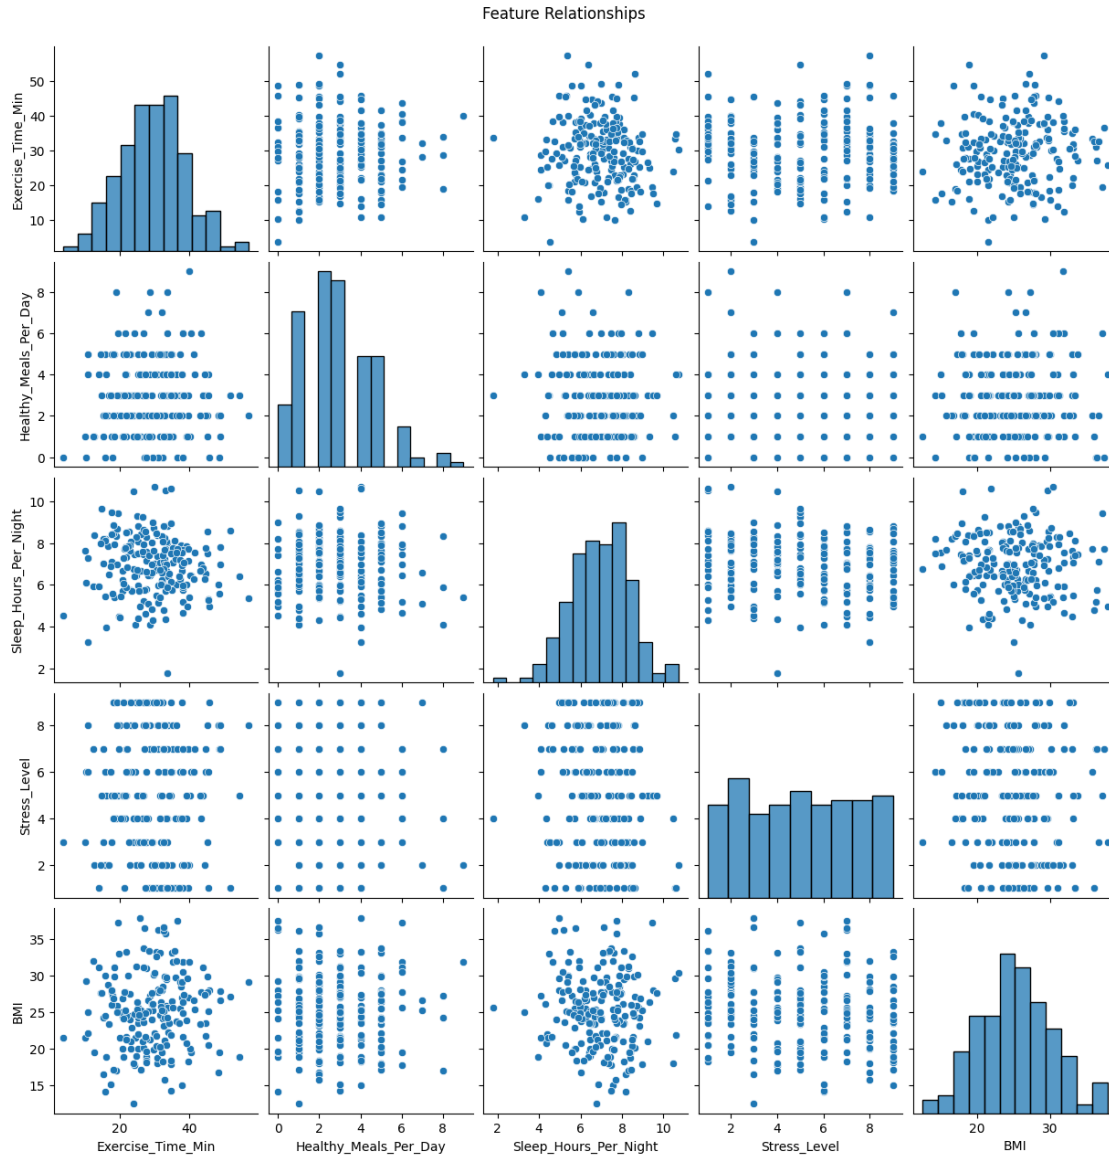 Feature Relationships
Exercise_Time_Min
50
40
30
20
10
Healthy_Meals_Per_Day
8
6
4
2
0
Sleep_Hours_Per_Night
10
8
6
4
2
Stress_Level
8
6
4
2
BMI
35
30
25
20
15
20 40
0 2 4 6 8
2 4 6 8 10
2 4 6 8
20 30
Exercise_Time_Min Healthy_Meals_Per_Day Sleep_Hours_Per_Night Stress_Level BMI